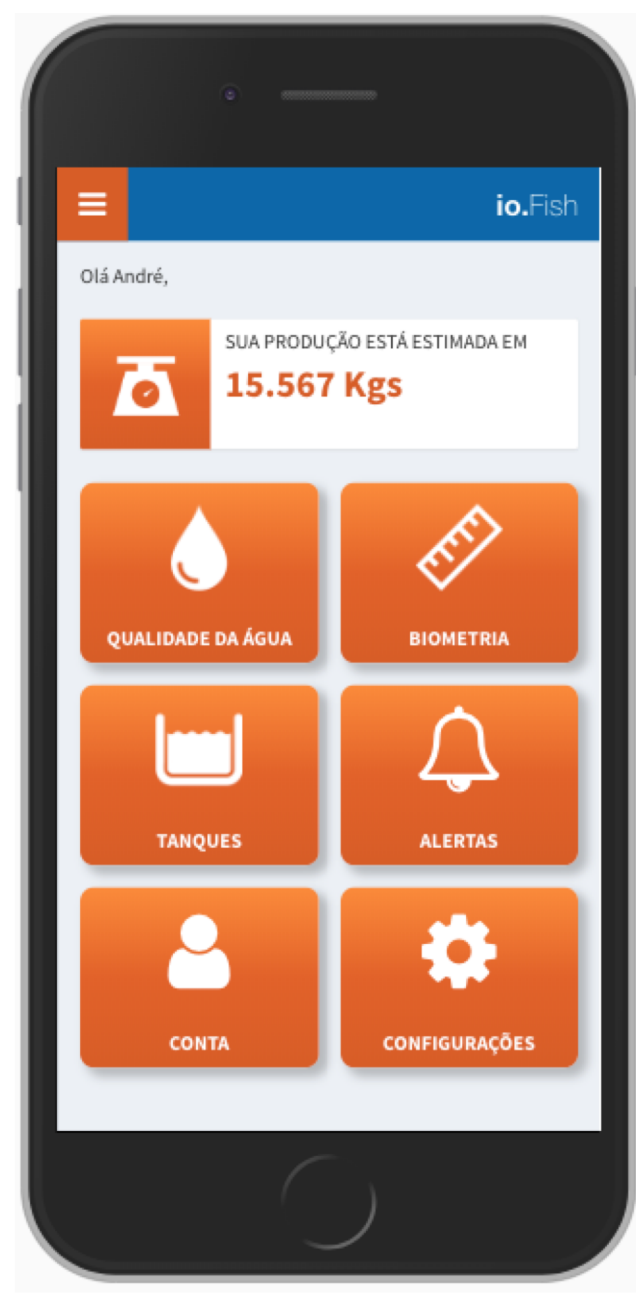 io.Fish
Olá André,
SUA PRODUÇÃO ESTÁ ESTIMADA EM
15.567 Kgs
QUALIDADE DA ÁGUA
BIOMETRIA
TANQUES
ALERTAS
CONTA
CONFIGURAÇÕES